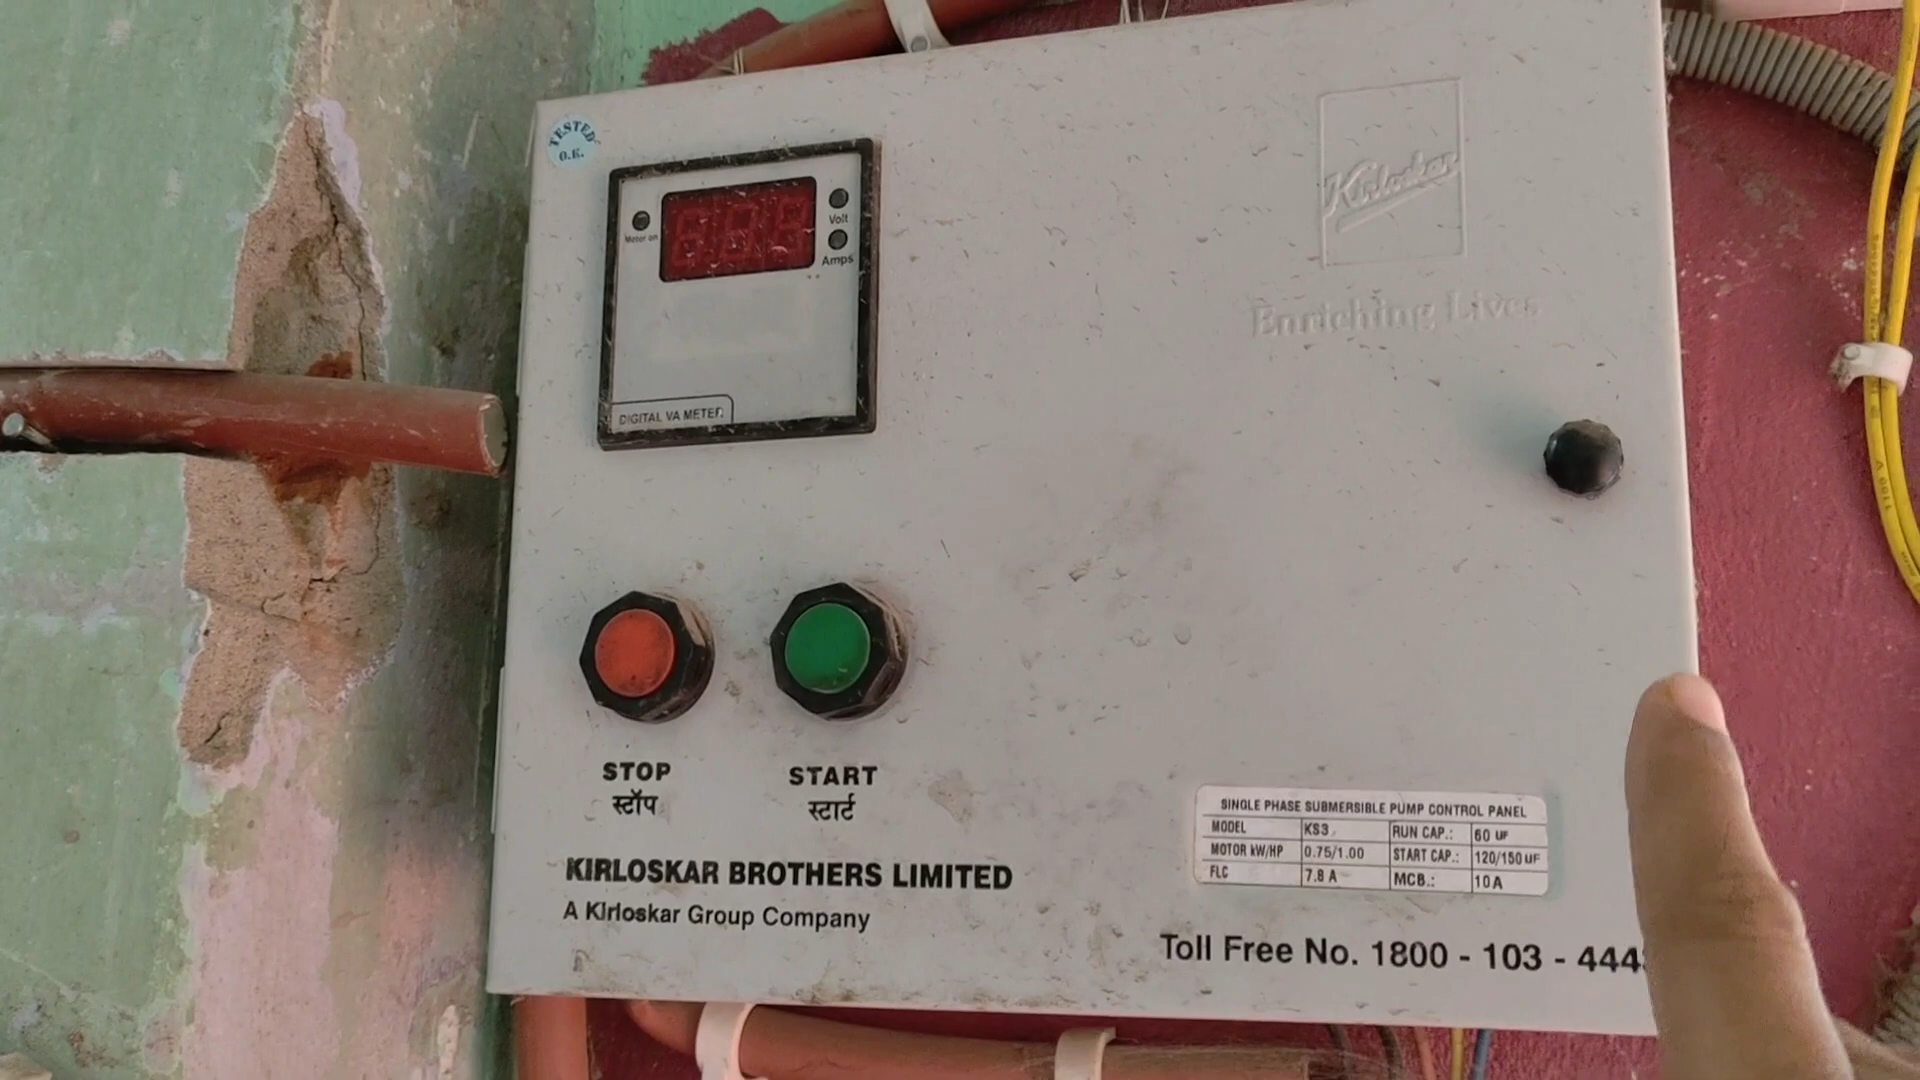 TESTED
O.K.
Motor on
Volt
Amps
DIGITAL VA METER
Kirloskar
Enriching Lives
STOP
स्टॉप
START
स्टार्ट
KIRLOSKAR BROTHERS LIMITED
A Kirloskar Group Company
SINGLE PHASE SUBMERSIBLE PUMP CONTROL PANEL
MODEL KS3 RUN CAP.: 60 UF
MOTOR kW/HP 0.75/1.00 START CAP.: 120/150 UF
FLC 7.8 A MCB.: 10 A
Toll Free No. 1800 - 103 - 444